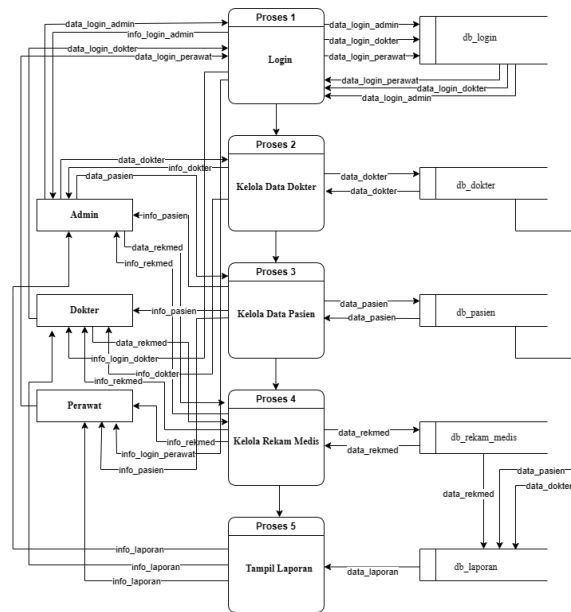 Proses 1
data_login_admin
data_login_admin
info_login_admin
data_login_dokter
db_login
data_login_dokter
data_login_perawat
data_login_perawat
Login
data_login_perawat
data_login_dokter
data_login_admin
Proses 2
data_dokter
info_dokter
data_dokter
data_pasien
Kelola Data Dokter
data_dokter
db_dokter
Admin
info_pasien
data_rekmed
info_rekmed
Proses 3
Dokter
info_pasien
Kelola Data Pasien
data_pasien
db_pasien
data_pasien
data_rekmed
info_login_dokter
info_dokter
info_rekmed
Perawat
Proses 4
info_rekmed
Kelola Rekam Medis
data_rekmed
db_rekam_medis
data_rekmed
info_login_perawat
info_pasien
data_pasien
data_dokter
data_rekmed
Proses 5
info_laporan
info_laporan
info_laporan
Tampil Laporan
data_laporan
db_laporan